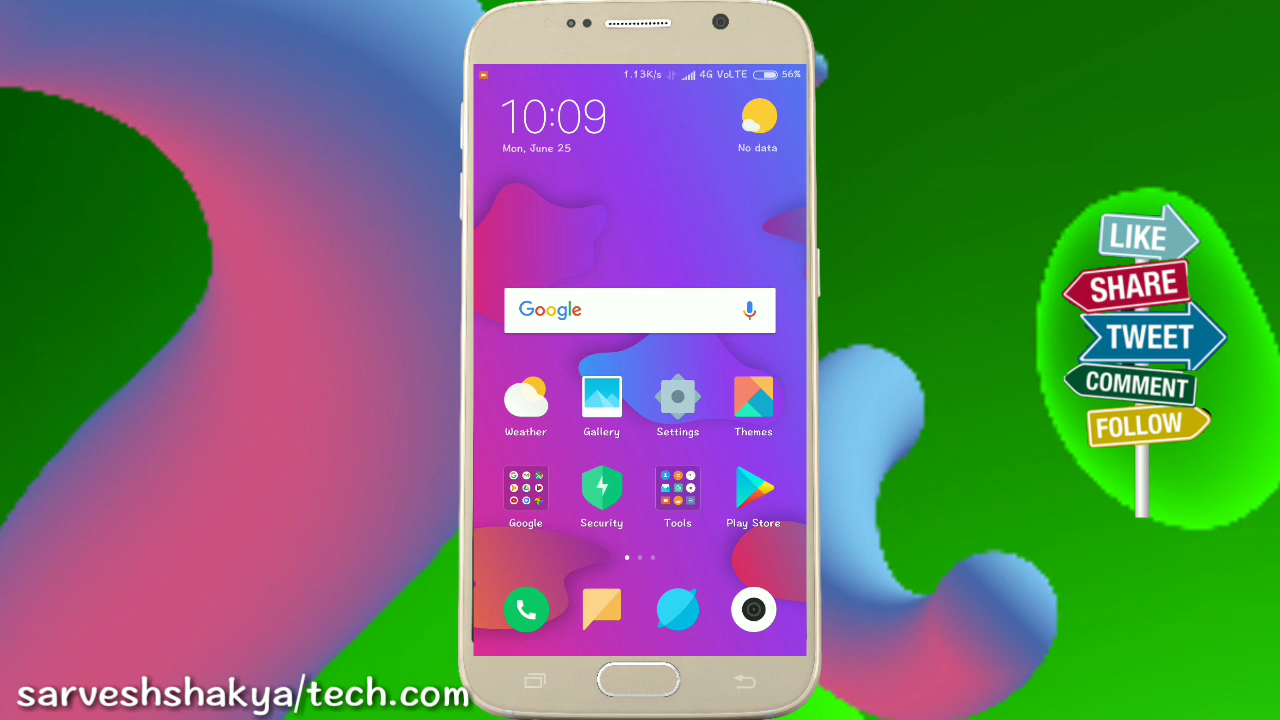 1.13K/s 4G VoLTE 56%
10:09
Mon, June 25
No data
Google
Weather Gallery Settings Themes
Google Security Tools Play Store
LIKE
SHARE
TWEET
COMMENT
FOLLOW
sarveshshakya/tech.com